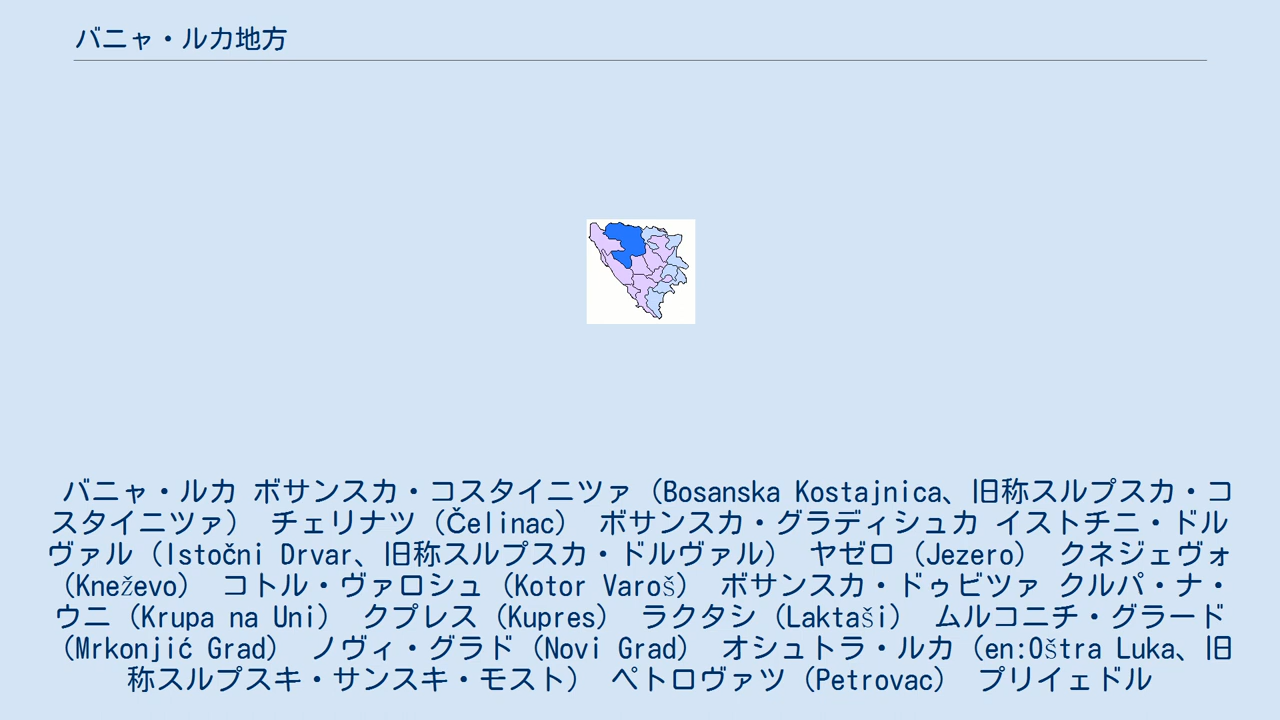 バニャ・ルカ地方
バニャ・ルカ ボサンスカ・コスタイニツァ（Bosanska Kostajnica、旧称スルプスカ・コ
スタイニツァ） チェリナツ（Čelinac） ボサンスカ・グラディシュカ イストチニ・ドル
ヴァル（Istočni Drvar、旧称スルプスカ・ドルヴァル） ヤゼロ（Jezero） クネジェヴォ
（Kneževo） コトル・ヴァロシュ（Kotor Varoš） ボサンスカ・ドゥビツァ クルパ・ナ・
ウニ（Krupa na Uni） クプレス（Kupres） ラクタシ（Laktaši） ムルコニチ・グラード
（Mrkonjić Grad） ノヴィ・グラド（Novi Grad） オシュトラ・ルカ（en:Oštra Luka、旧
称スルプスキ・サンスキ・モスト） ペトロヴァツ（Petrovac） プリイェドル